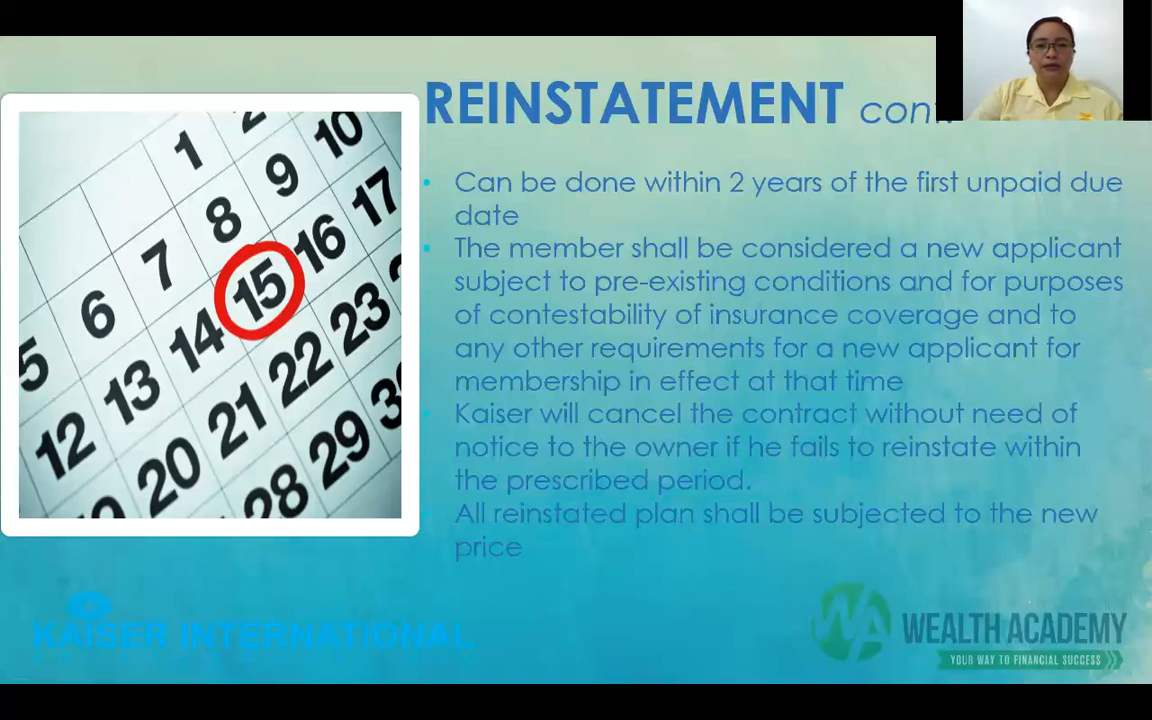 REINSTATEMENT
Can be done within 2 years of the first unpaid due
date
The member shall be considered a new applicant
subject to pre-existing conditions and for purposes
of contestability of insurance coverage and to
any other requirements for a new applicant for
membership in effect at that time
Kaiser will cancel the contract without need of
notice to the owner if he fails to reinstate within
the prescribed period.
All reinstated plan shall be subjected to the new
price
1 2
7 8 9 10
5 6 14 15 16 17
12 13 21 22 23
20 28 29
KAISER INTERNATIONAL
WA WEALTH ACADEMY
YOUR WAY TO FINANCIAL SUCCESS